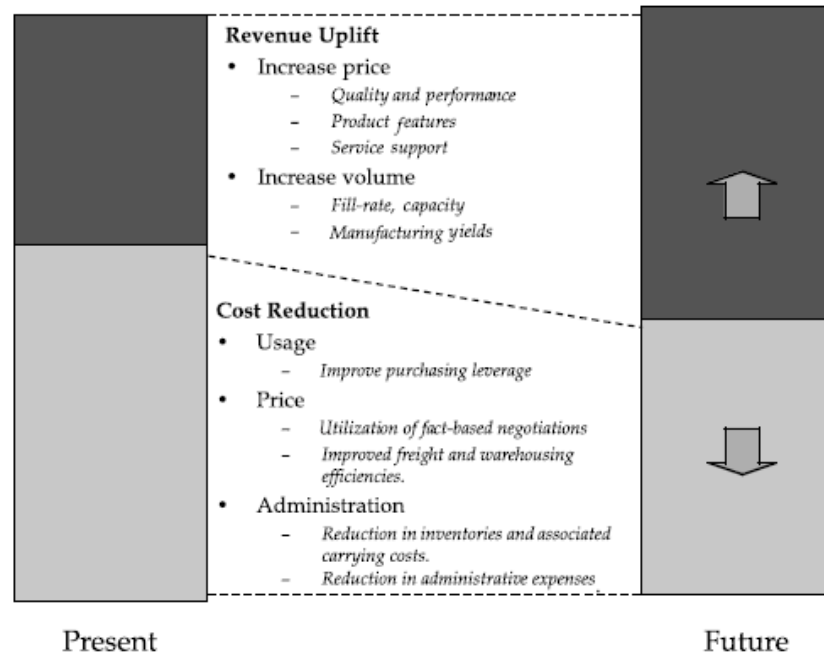 Revenue Uplift
• Increase price
– Quality and performance
– Product features
– Service support
• Increase volume
– Fill-rate, capacity
– Manufacturing yields
Cost Reduction
• Usage
– Improve purchasing leverage
• Price
– Utilization of fact-based negotiations
– Improved freight and warehousing
efficiencies.
• Administration
– Reduction in inventories and associated
carrying costs.
– Reduction in administrative expenses.
Present
Future